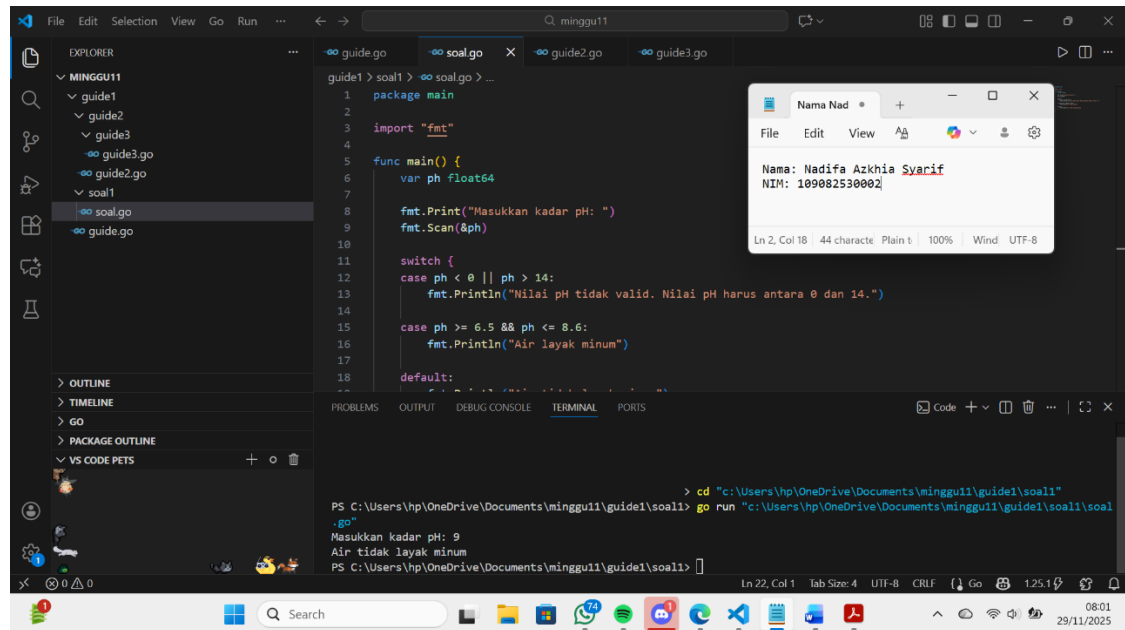 File Edit Selection View Go Run ··· minggu11
EXPLORER ···
MINGGU11
guide1
guide2
guide3
guide3.go
guide2.go
soal1
soal.go
guide.go
OUTLINE
TIMELINE
GO
PACKAGE OUTLINE
VS CODE PETS
guide.go soal.go guide2.go guide3.go
guide1 > soal1 > soal.go > ...
1 package main
2
3 import "fmt"
4
5 func main() {
6 var ph float64
7
8 fmt.Print("Masukkan kadar pH: ")
9 fmt.Scan(&ph)
10
11 switch {
12 case ph < 0 || ph > 14:
13 fmt.Println("Nilai pH tidak valid. Nilai pH harus antara 0 dan 14.")
14
15 case ph >= 6.5 && ph <= 8.6:
16 fmt.Println("Air layak minum")
17
18 default:
Nama Nad
File Edit View
Nama: Nadifa Azkhia Syarif
NIM: 109082530002
Ln 2, Col 18 44 characte Plain t 100% Wind UTF-8
PROBLEMS OUTPUT DEBUG CONSOLE TERMINAL PORTS Code
> cd "c:\Users\hp\OneDrive\Documents\minggu11\guide1\soal1"
PS C:\Users\hp\OneDrive\Documents\minggu11\guide1\soal1> go run "c:\Users\hp\OneDrive\Documents\minggu11\guide1\soal1\soal
.go"
Masukkan kadar pH: 9
Air tidak layak minum
PS C:\Users\hp\OneDrive\Documents\minggu11\guide1\soal1>
0 0 Ln 22, Col 1 Tab Size: 4 UTF-8 CRLF Go 1.25.1
Search 74 08:01
29/11/2025